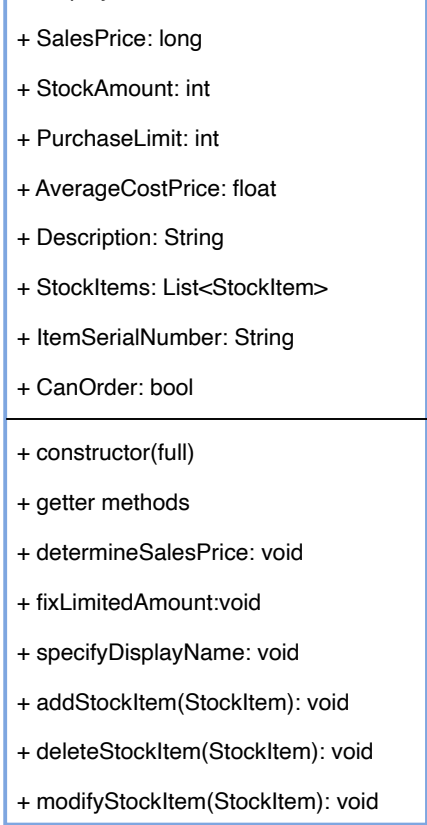 + SalesPrice: long
+ StockAmount: int
+ PurchaseLimit: int
+ AverageCostPrice: float
+ Description: String
+ StockItems: List<StockItem>
+ ItemSerialNumber: String
+ CanOrder: bool
+ constructor(full)
+ getter methods
+ determineSalesPrice: void
+ fixLimitedAmount:void
+ specifyDisplayName: void
+ addStockItem(StockItem): void
+ deleteStockItem(StockItem): void
+ modifyStockItem(StockItem): void